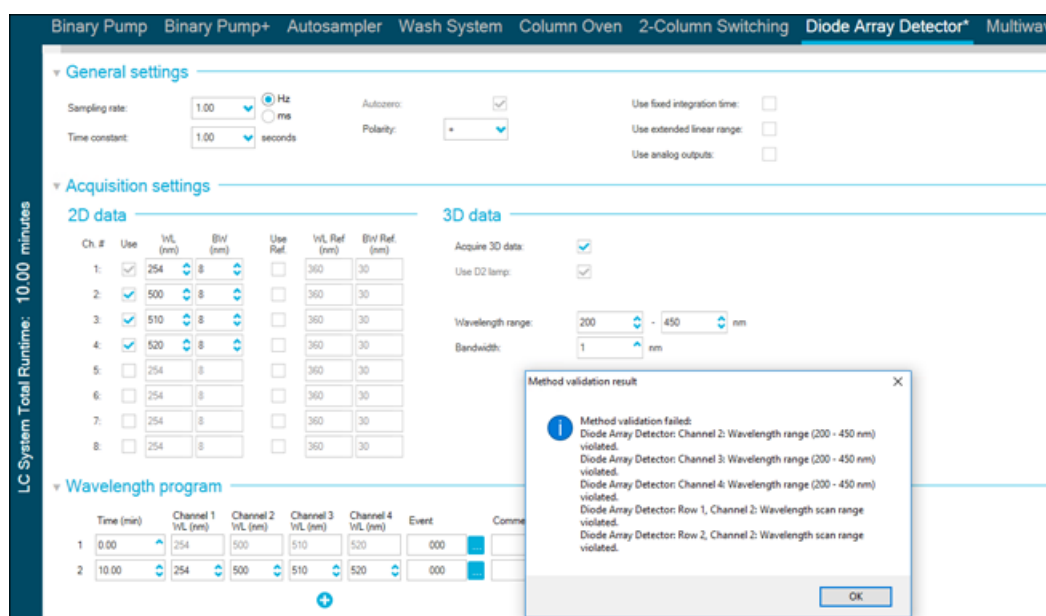 Binary Pump Binary Pump+ Autosampler Wash System Column Oven 2-Column Switching Diode Array Detector* Multiwav
LC System Total Runtime: 10.00 minutes
General settings
Sampling rate: 1.00 Hz ms Autozero: Use fixed integration time:
Time constant: 1.00 seconds Polarity: + Use extended linear range:
Use analog outputs:
Acquisition settings
2D data
Ch. # Use WL (nm) BW (nm) Use Ref. WL Ref (nm) BW Ref. (nm)
1: 254 8 360 30
2: 500 8 360 30
3: 510 8 360 30
4: 520 8 360 30
5: 254 8 360 30
6: 254 8 360 30
7: 254 8 360 30
8: 254 8 360 30
3D data
Acquire 3D data:
Use D2 lamp:
Wavelength range: 200 - 450 nm
Bandwidth: 1 nm
Wavelength program
Time (min) Channel 1 WL (nm) Channel 2 WL (nm) Channel 3 WL (nm) Channel 4 WL (nm) Event Comme
1 0.00 254 500 510 520 000 ...
2 10.00 254 500 510 520 000 ...
Method validation result
Method validation failed:
Diode Array Detector: Channel 2: Wavelength range (200 - 450 nm)
violated.
Diode Array Detector: Channel 3: Wavelength range (200 - 450 nm)
violated.
Diode Array Detector: Channel 4: Wavelength range (200 - 450 nm)
violated.
Diode Array Detector: Row 1, Channel 2: Wavelength scan range
violated.
Diode Array Detector: Row 2, Channel 2: Wavelength scan range
violated.
OK